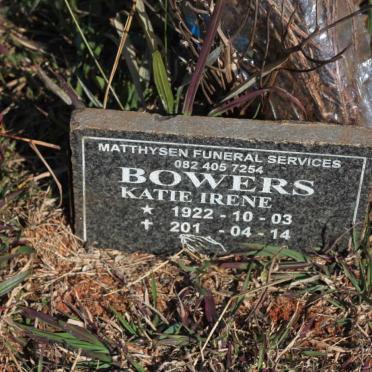 MATTHYSEN FUNERAL SERVICES
082 405 7254
BOWERS
KATIE IRENE
★ 1922 - 10 - 03
✝ 201 - 04 - 14